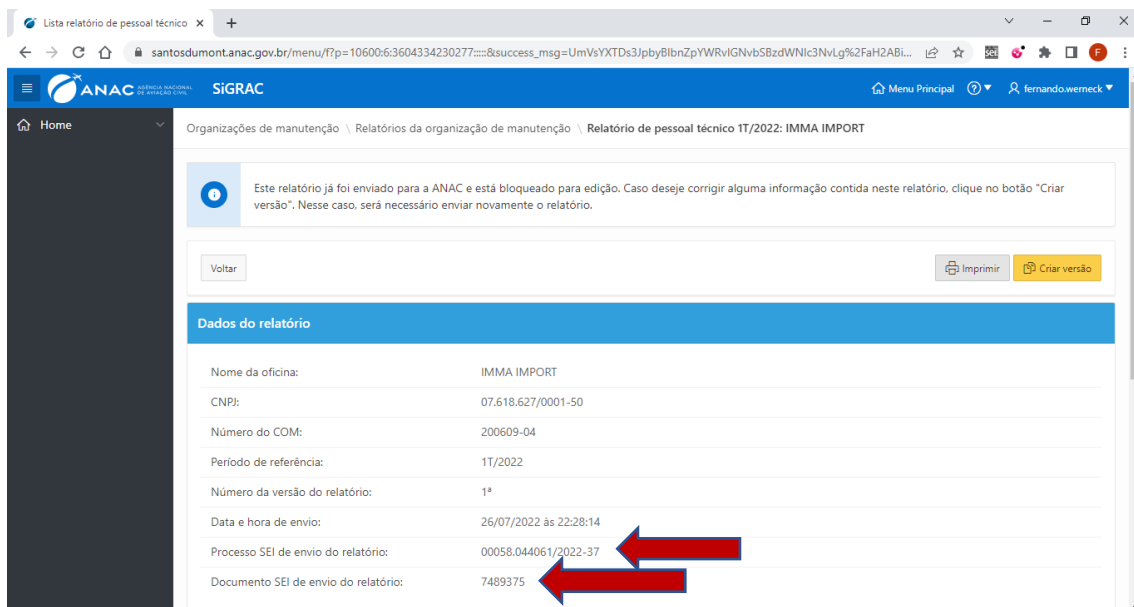 Lista relatório de pessoal técnico
santosdumont.anac.gov.br/menu/f?p=10600:6:3604334230277:::::&success_msg=UmVsYXTDs3JpbyBlbnZpYWRvIGNvbSBzdWNlc3NvLg%2FaH2ABi...
sei
F
ANAC AGÊNCIA NACIONAL DE AVIAÇÃO CIVIL SiGRAC Menu Principal fernando.werneck
Home
Organizações de manutenção \ Relatórios da organização de manutenção \ Relatório de pessoal técnico 1T/2022: IMMA IMPORT
Este relatório já foi enviado para a ANAC e está bloqueado para edição. Caso deseje corrigir alguma informação contida neste relatório, clique no botão "Criar
versão". Nesse caso, será necessário enviar novamente o relatório.
Voltar Imprimir Criar versão
Dados do relatório
Nome da oficina: IMMA IMPORT
CNPJ: 07.618.627/0001-50
Número do COM: 200609-04
Período de referência: 1T/2022
Número da versão do relatório: 1ª
Data e hora de envio: 26/07/2022 às 22:28:14
Processo SEI de envio do relatório: 00058.044061/2022-37
Documento SEI de envio do relatório: 7489375